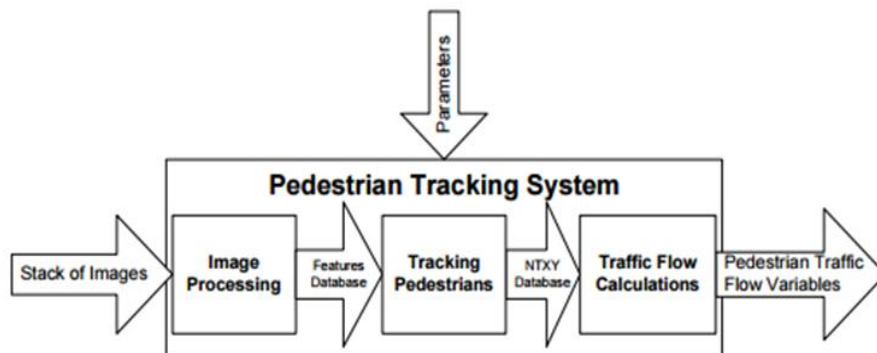 Parameters
Pedestrian Tracking System
Stack of Images
Image
Processing
Features
Database
Tracking
Pedestrians
NTXY
Database
Traffic Flow
Calculations
Pedestrian Traffic
Flow Variables